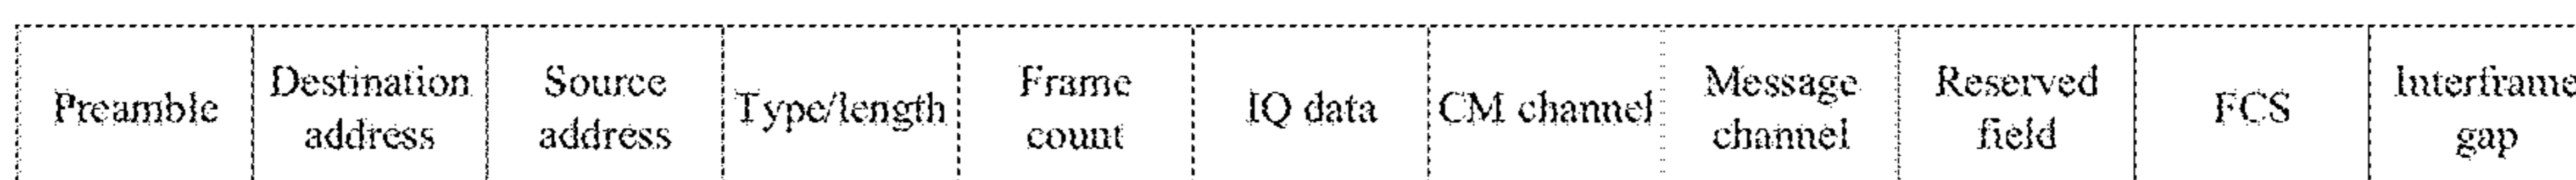 Preamble
Destination
address
Source
address
Type/length
Frame
count
IQ data
CM channel
Message
channel
Reserved
field
FCS
Interframe
gap